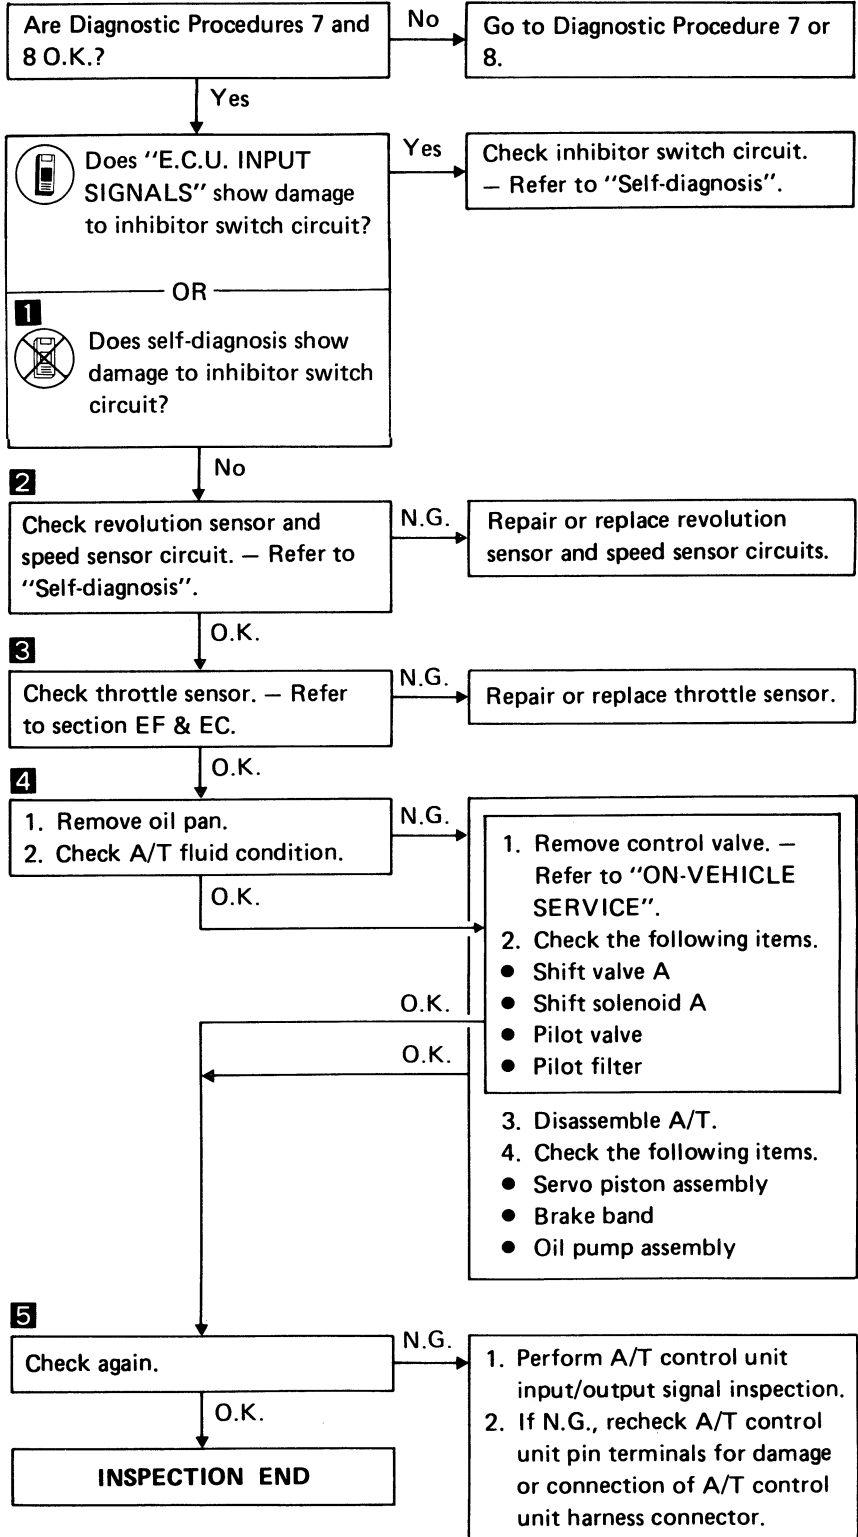 Are Diagnostic Procedures 7 and
8 O.K.?
No
Go to Diagnostic Procedure 7 or
8.
Yes
Does "E.C.U. INPUT
SIGNALS" show damage
to inhibitor switch circuit?
Yes
Check inhibitor switch circuit.
— Refer to "Self-diagnosis".
OR
1
Does self-diagnosis show
damage to inhibitor switch
circuit?
No
2
Check revolution sensor and
speed sensor circuit. — Refer to
"Self-diagnosis".
N.G.
Repair or replace revolution
sensor and speed sensor circuits.
O.K.
3
Check throttle sensor. — Refer
to section EF & EC.
N.G.
Repair or replace throttle sensor.
O.K.
4
1. Remove oil pan.
2. Check A/T fluid condition.
N.G.
O.K.
1. Remove control valve. —
Refer to "ON-VEHICLE
SERVICE".
2. Check the following items.
● Shift valve A
● Shift solenoid A
● Pilot valve
● Pilot filter
O.K.
O.K.
3. Disassemble A/T.
4. Check the following items.
● Servo piston assembly
● Brake band
● Oil pump assembly
5
Check again.
N.G.
1. Perform A/T control unit
input/output signal inspection.
2. If N.G., recheck A/T control
unit pin terminals for damage
or connection of A/T control
unit harness connector.
O.K.
INSPECTION END